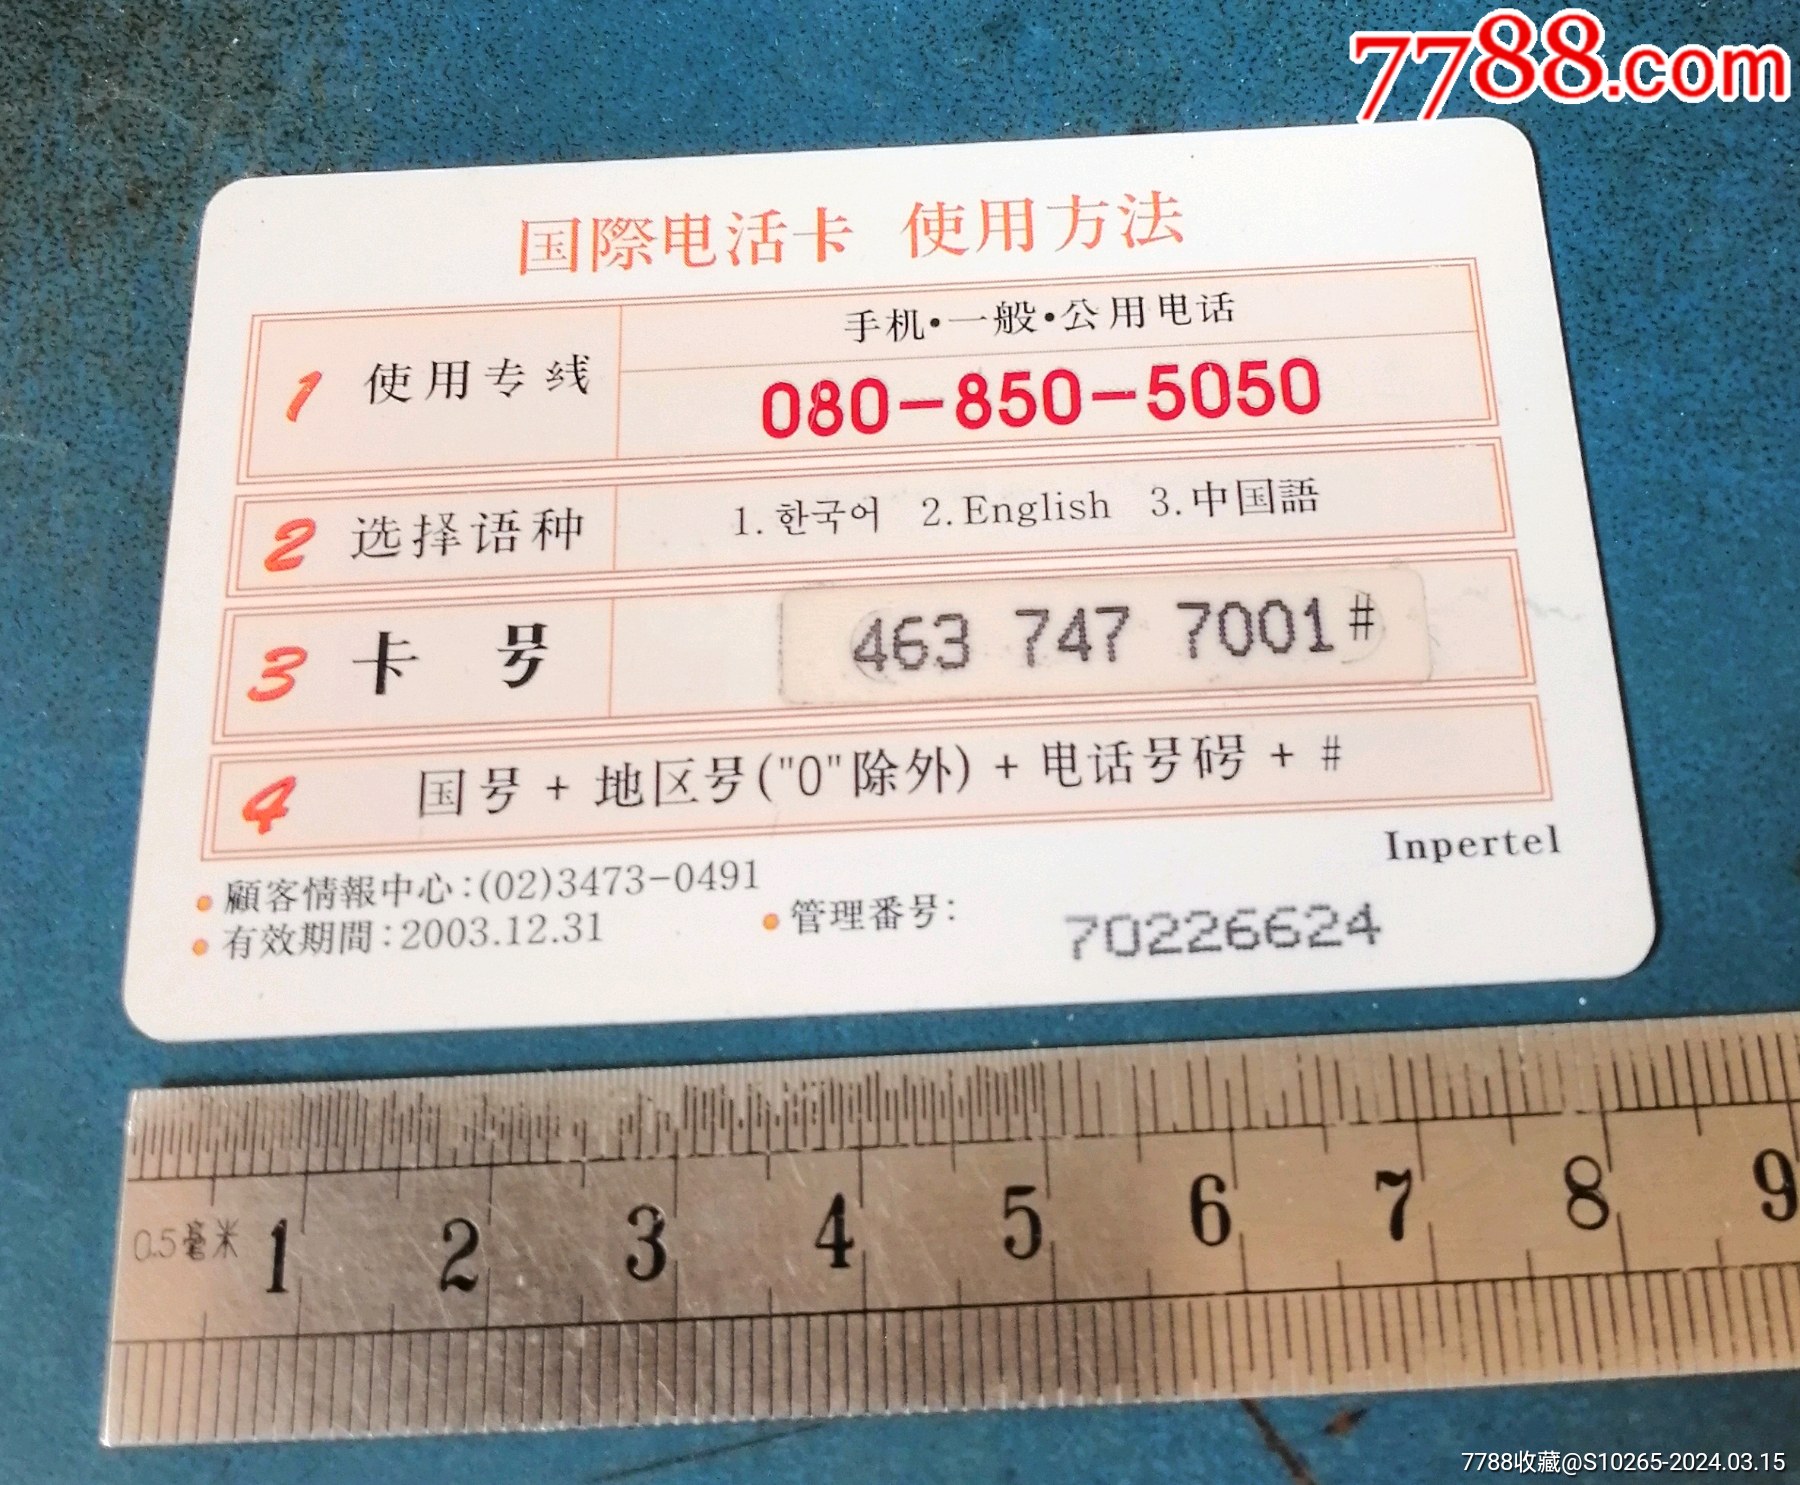 7788.com
国際电活卡 使用方法
1 使用专线
手机·一般·公用电话
080-850-5050
2 选择语种 1.한국어 2.English 3.中国語
3 卡号 463 747 7001#
4 国号 + 地区号("0"除外) + 电话号码号 + #
Inpertel
• 顧客情報中心:(02)3473-0491
• 有效期間:2003.12.31
• 管理番号: 70226624
0.5毫米 1 2 3 4 5 6 7 8 9
7788收藏@S10265-2024.03.15